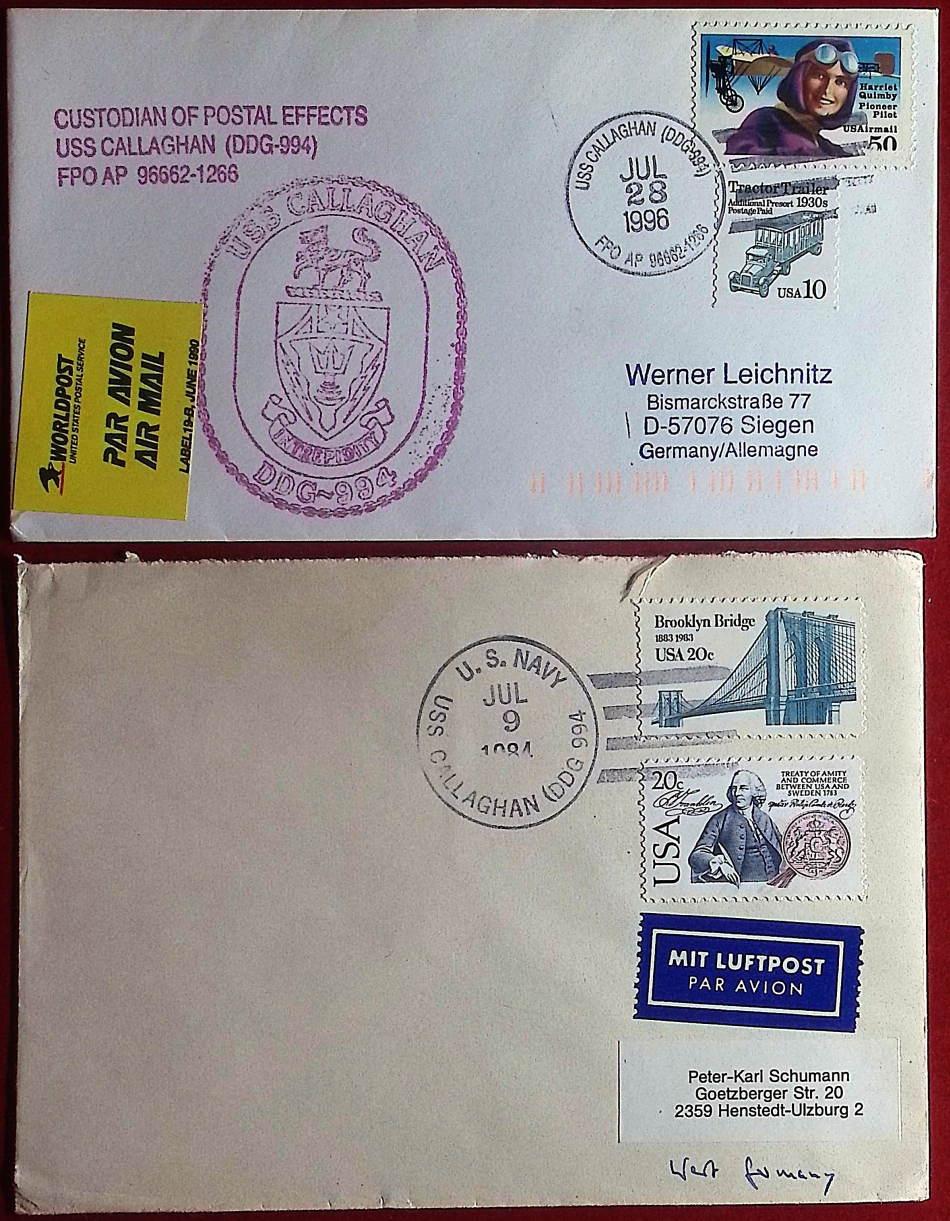 CUSTODIAN OF POSTAL EFFECTS
USS CALLAGHAN (DDG-994)
FPO AP 96662-1266
USS CALLAGHAN
INTREPIDITY
DDG-994
WORLDPOST
UNITED STATES POSTAL SERVICE
PAR AVION
AIR MAIL
LABEL 19-B, JUNE 1990
USS CALLAGHAN (DDG-994)
JUL
28
1996
FPO AP 96662-1266
Harriet
Quimby
Pioneer
Pilot
USAirmail
50
Tractor Trailer
Additional Presort 1930s
Postage Paid
USA 10
Werner Leichnitz
Bismarckstraße 77
D-57076 Siegen
Germany/Allemagne
U. S. NAVY
JUL
9
1984
USS CALLAGHAN (DDG 994
Brooklyn Bridge
1883 1983
USA 20c
20c
B Franklin
USA
TREATY OF AMITY
AND COMMERCE
BETWEEN USA AND
SWEDEN 1783
MIT LUFTPOST
PAR AVION
Peter-Karl Schumann
Goetzberger Str. 20
2359 Henstedt-Ulzburg 2
West Germany